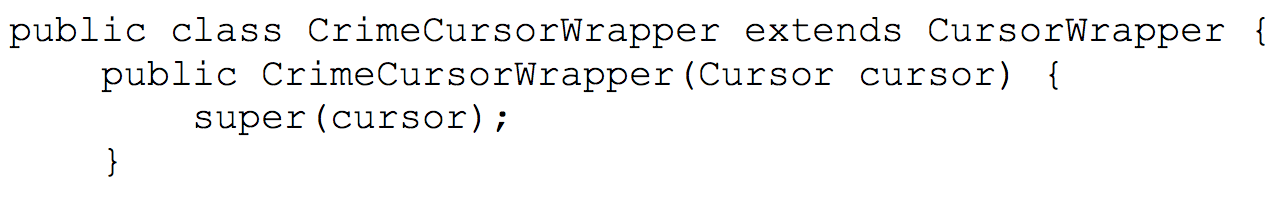 public class CrimeCursorWrapper extends CursorWrapper {
    public CrimeCursorWrapper(Cursor cursor) {
        super(cursor);
    }